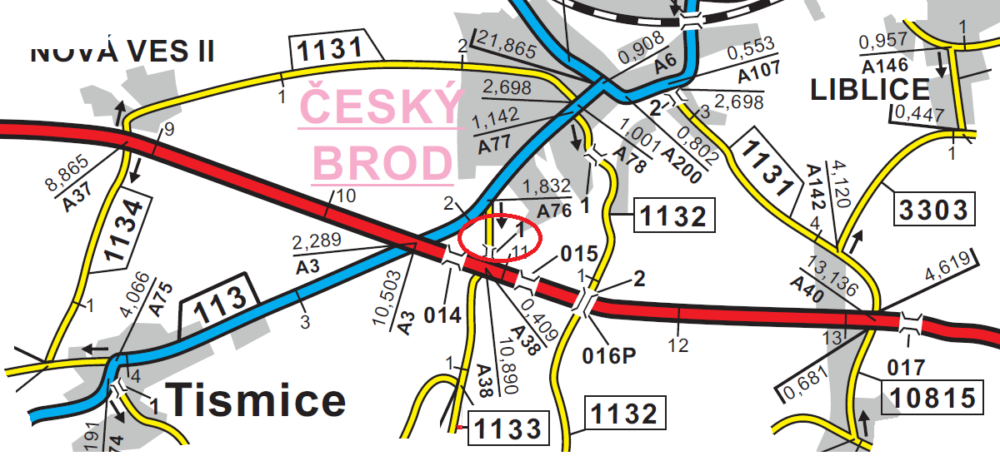 NOVÁ VES II
1131
2
21,865
0,908
A6
0,553
A107
0,957
A146
1
1
ČESKÝ
BROD
2,698
1,142
A77
1,001
A78
0,802
A200
2
3
2,698
LIBLICE
0,447
1
9
8,865
A37
10
1134
1
2
1,832
A76
1
1
11
1132
1131
A142
4,120
4
3303
2,289
A3
10,503
A3
014
015
1
2
13,136
A40
4,619
4,066
A75
113
3
0,409
A38
10,890
A38
1
016P
12
13
017
0,681
10815
4
1
Tismice
191
74
1133
1132